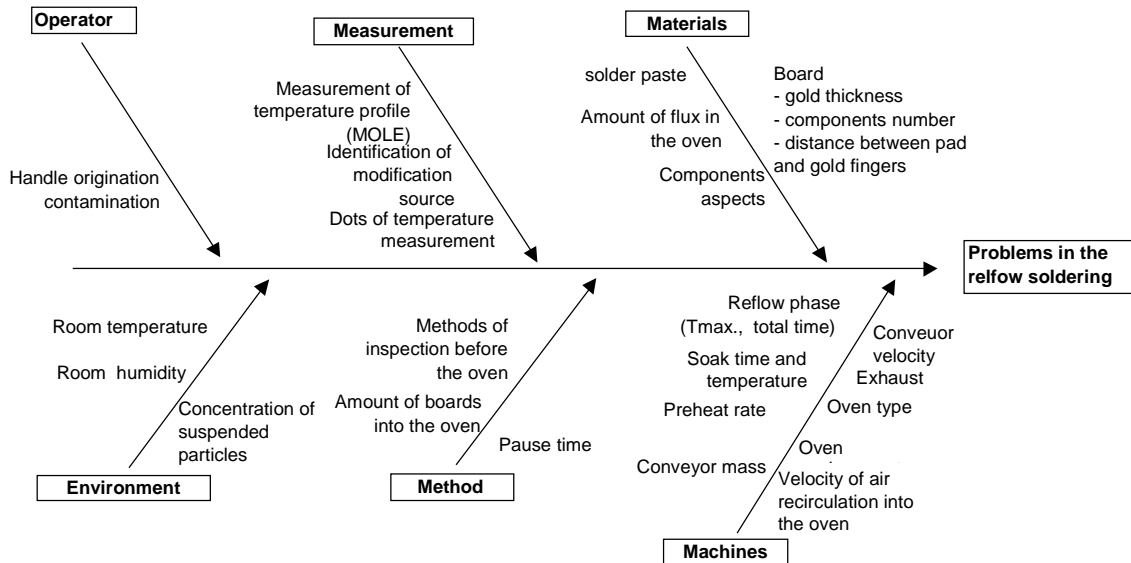 Operator
Handle origination
contamination
Measurement
Measurement of
temperature profile
(MOLE)
Identification of
modification
source
Dots of temperature
measurement
Materials
solder paste
Amount of flux in
the oven
Components
aspects
Board
- gold thickness
- components number
- distance between pad
and gold fingers
Problems in the
relfow soldering
Room temperature
Room humidity
Concentration of
suspended
particles
Environment
Methods of
inspection before
the oven
Amount of boards
into the oven
Pause time
Method
Reflow phase
(Tmax., total time)
Soak time and
temperature
Preheat rate
Conveyor mass
Conveuor
velocity
Exhaust
Oven type
Oven
Velocity of air
recirculation into
the oven
Machines